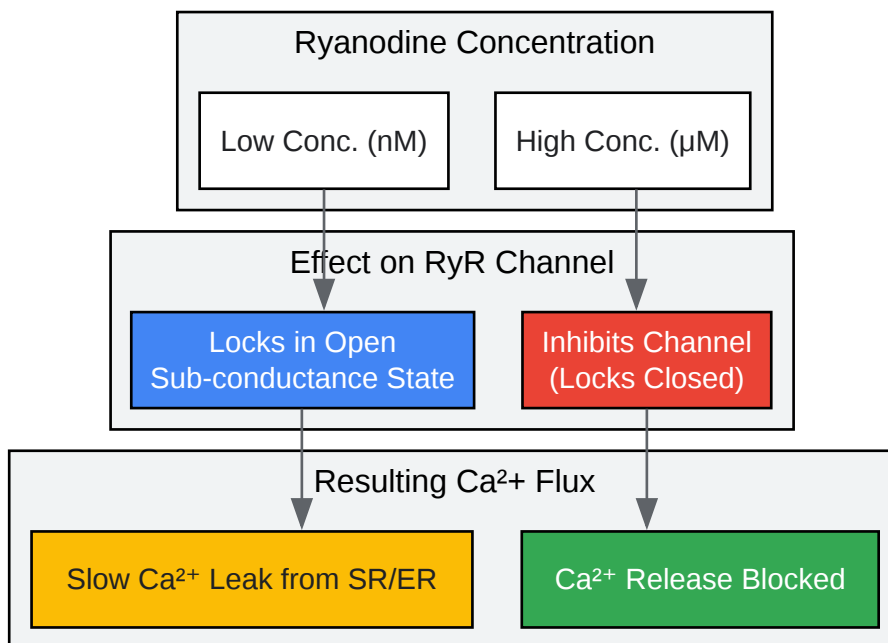 Ryanodine Concentration
Low Conc. (nM)
High Conc. (μM)
Effect on RyR Channel
Locks in Open
Sub-conductance State
Inhibits Channel
(Locks Closed)
Resulting Ca²+ Flux
Slow Ca²⁺ Leak from SR/ER
Ca²⁺ Release Blocked